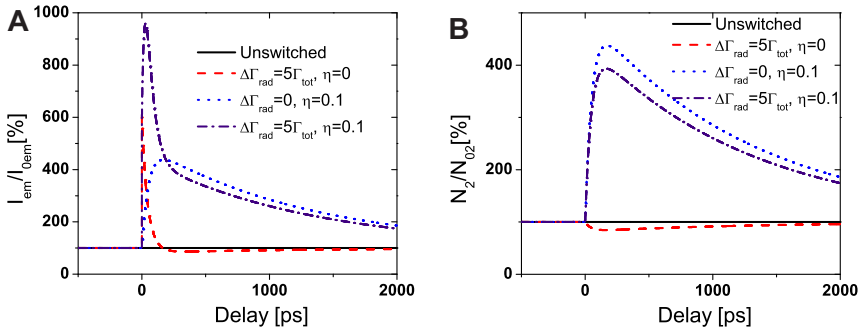 A
I_em/I_0em [%]
1000
800
600
400
200
0
Unswitched
ΔΓ_rad=5Γ_tot, η=0
ΔΓ_rad=0, η=0.1
ΔΓ_rad=5Γ_tot, η=0.1
0 1000 2000
Delay [ps]
B
N_2/N_02[%]
400
200
0
Unswitched
ΔΓ_rad=5Γ_tot, η=0
ΔΓ_rad=0, η=0.1
ΔΓ_rad=5Γ_tot, η=0.1
0 1000 2000
Delay [ps]